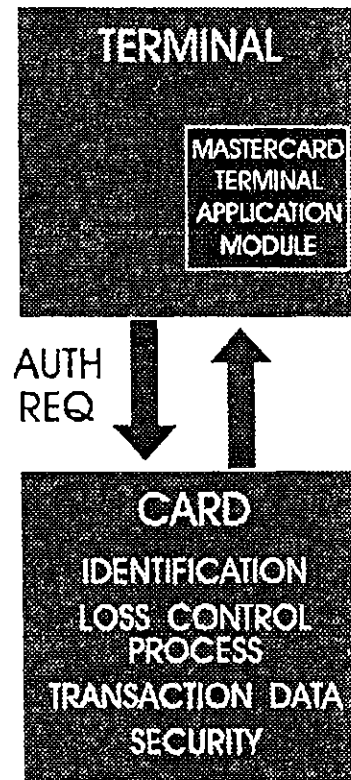 TERMINAL
MASTERCARD
TERMINAL
APPLICATION
MODULE
AUTH
REQ
CARD
IDENTIFICATION
LOSS CONTROL
PROCESS
TRANSACTION DATA
SECURITY